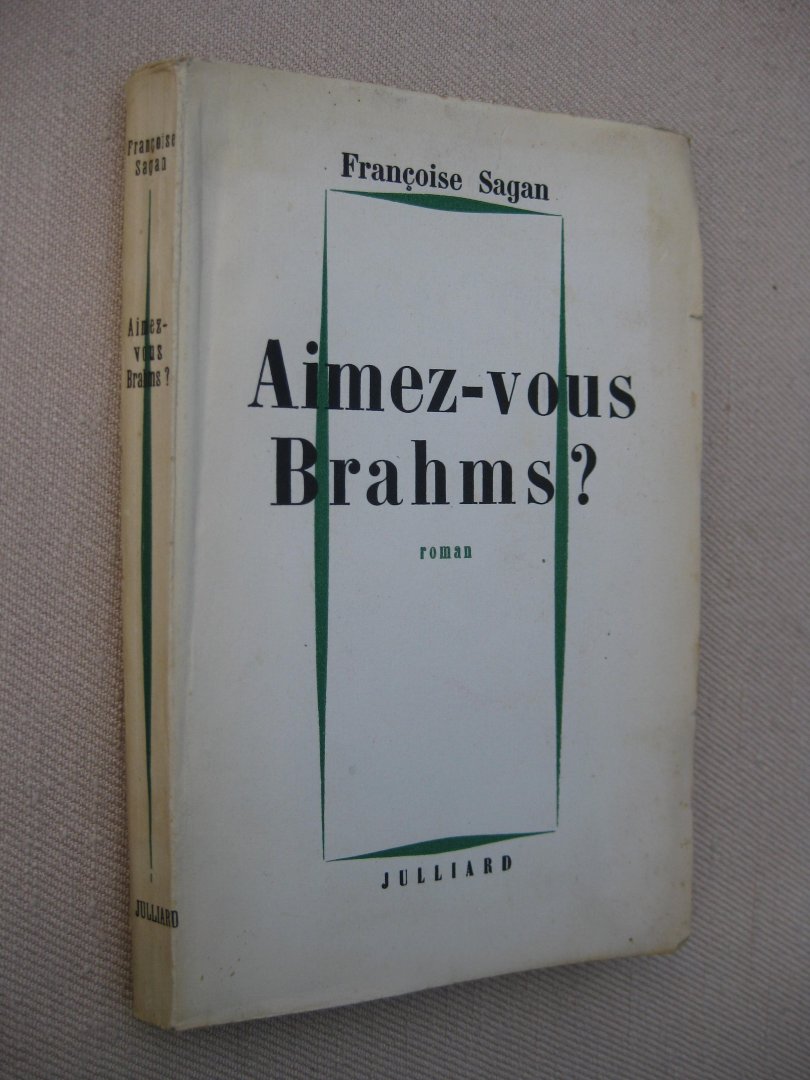 Françoise
Sagan
Aimez-
vous
Brahms ?
JULLIARD
Françoise Sagan
Aimez-vous
Brahms ?
roman
JULLIARD